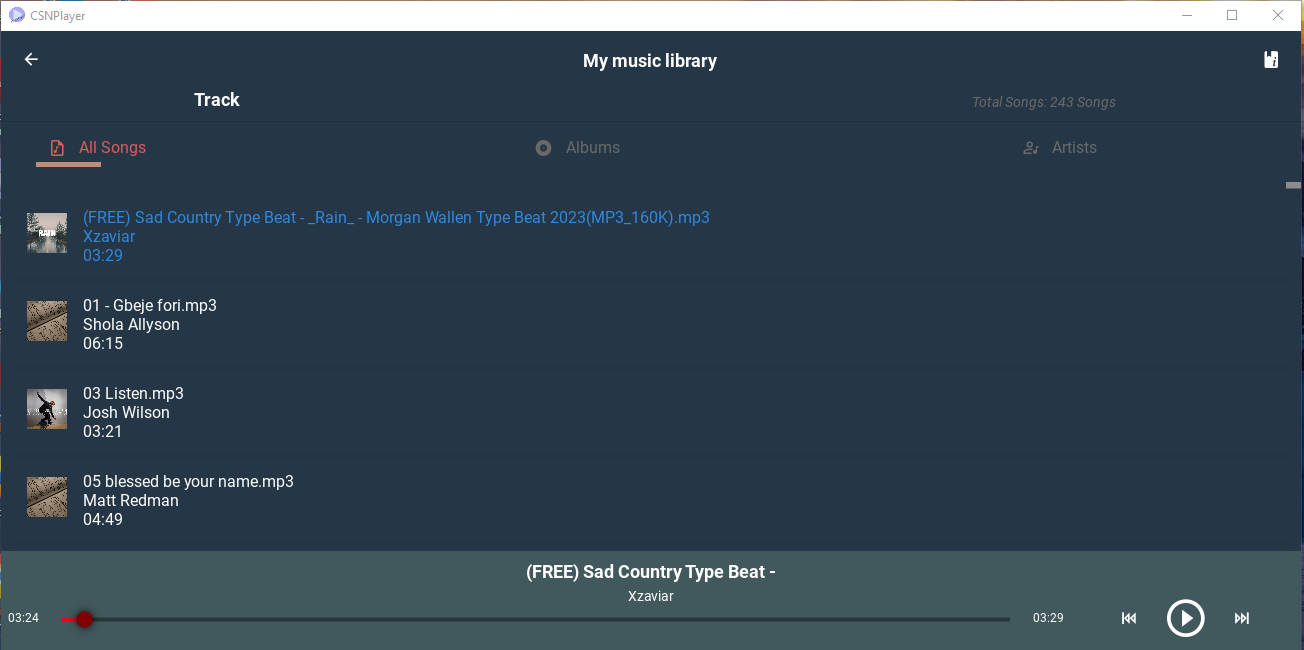 CSNPlayer
My music library
Track
Total Songs: 243 Songs
All Songs
Albums
Artists
RAIN
(FREE) Sad Country Type Beat - _Rain_ - Morgan Wallen Type Beat 2023(MP3_160K).mp3
Xzaviar
03:29
01 - Gbeje fori.mp3
Shola Allyson
06:15
03 Listen.mp3
Josh Wilson
03:21
05 blessed be your name.mp3
Matt Redman
04:49
(FREE) Sad Country Type Beat -
Xzaviar
03:24
03:29